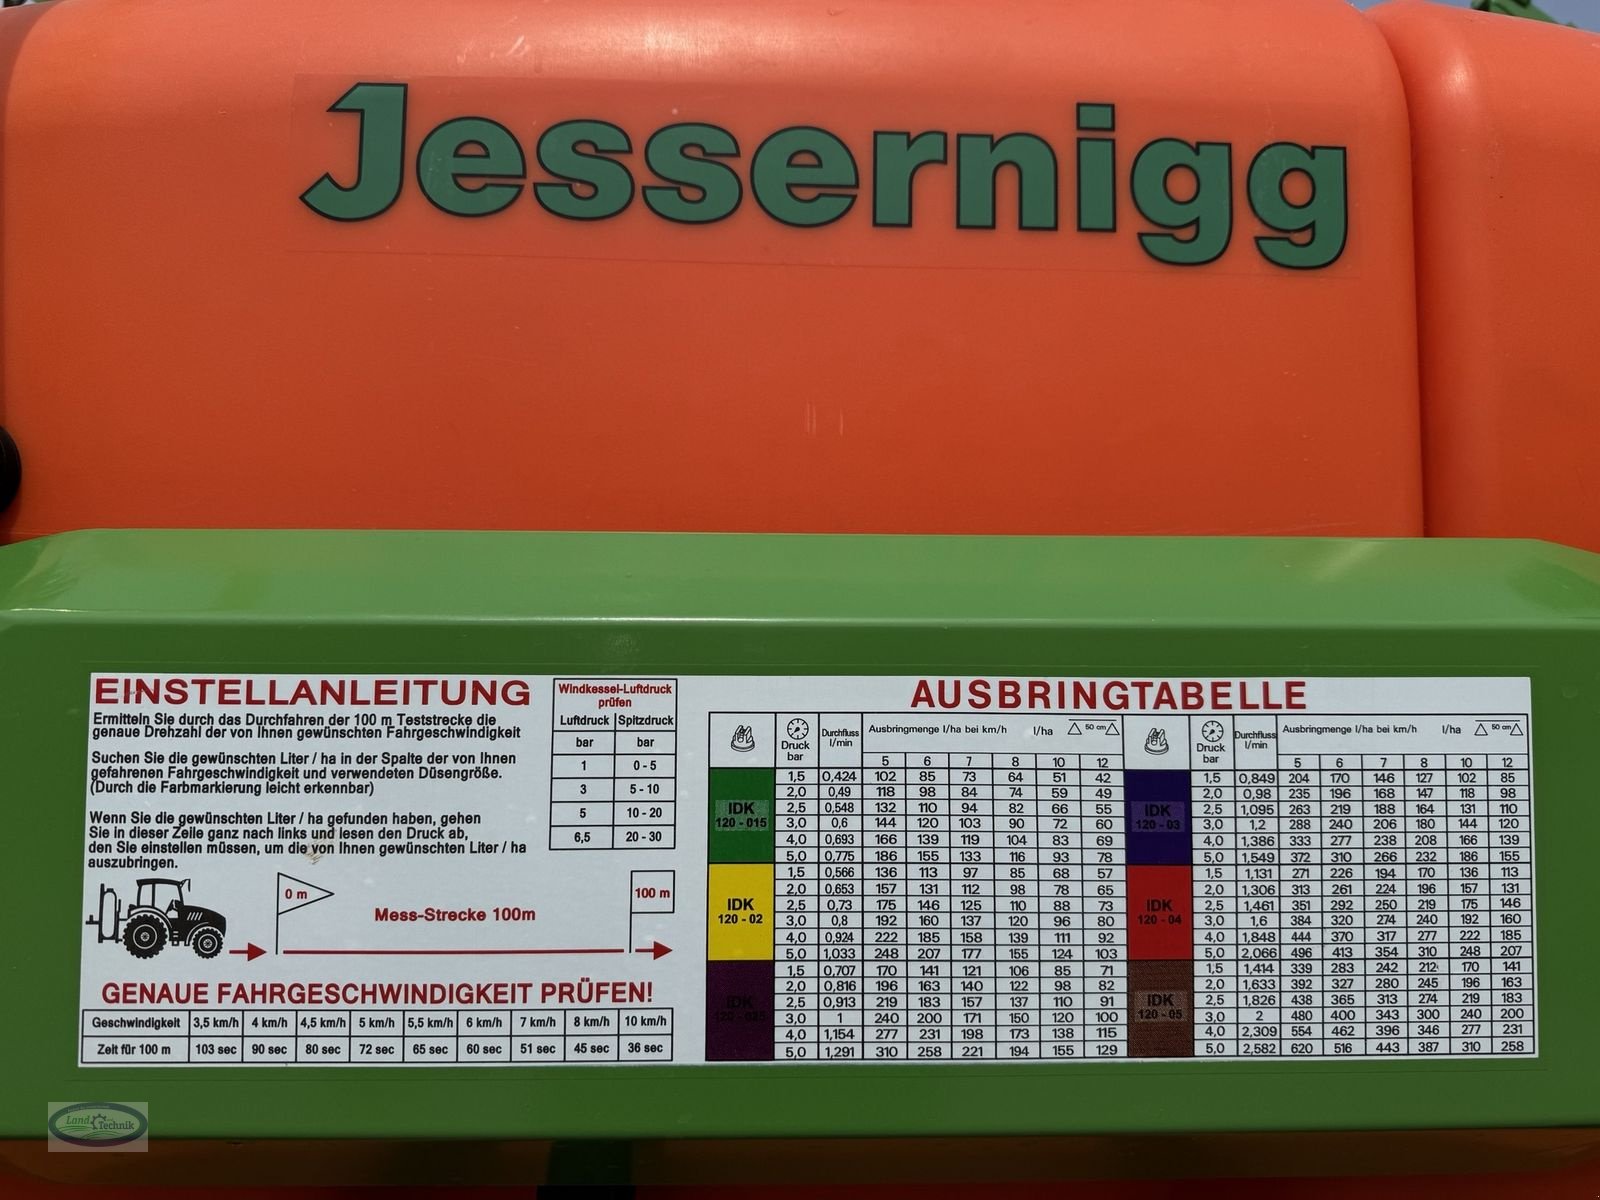 Jessernigg
EINSTELLANLEITUNG
Ermitteln Sie durch das Durchfahren der 100 m Teststrecke die
genaue Drehzahl der von Ihnen gewünschten Fahrgeschwindigkeit
Suchen Sie die gewünschten Liter / ha in der Spalte der von Ihnen
gefahrenen Fahrgeschwindigkeit und verwendeten Düsengröße.
(Durch die Farbmarkierung leicht erkennbar)
Wenn Sie die gewünschten Liter / ha gefunden haben, gehen
Sie in dieser Zeile ganz nach links und lesen den Druck ab,
den Sie einstellen müssen, um die von Ihnen gewünschten Liter / ha
auszubringen.
Windkessel-Luftdruck
prüfen
Luftdruck Spitzdruck
bar bar
1 0 - 5
3 5 - 10
5 10 - 20
6,5 20 - 30
0 m
Mess-Strecke 100m
100 m
GENAUE FAHRGESCHWINDIGKEIT PRÜFEN!
Geschwindigkeit 3,5 km/h 4 km/h 4,5 km/h 5 km/h 5,5 km/h 6 km/h 7 km/h 8 km/h 10 km/h
Zeit für 100 m 103 sec 90 sec 80 sec 72 sec 65 sec 60 sec 51 sec 45 sec 36 sec
AUSBRINGTABELLE
Druck bar Durchfluss l/min Ausbringmenge l/ha bei km/h l/ha 50 cm
5 6 7 8 10 12
IDK
120 - 015
1,5 0,424 102 85 73 64 51 42
2,0 0,49 118 98 84 74 59 49
2,5 0,548 132 110 94 82 66 55
3,0 0,6 144 120 103 90 72 60
4,0 0,693 166 139 119 104 83 69
5,0 0,775 186 155 133 116 93 78
IDK
120 - 02
1,5 0,566 136 113 97 85 68 57
2,0 0,653 157 131 112 98 78 65
2,5 0,73 175 146 125 110 88 73
3,0 0,8 192 160 137 120 96 80
4,0 0,924 222 185 158 139 111 92
5,0 1,033 248 207 177 155 124 103
IDK
120 - 025
1,5 0,707 170 141 121 106 85 71
2,0 0,816 196 163 140 122 98 82
2,5 0,913 219 183 157 137 110 91
3,0 1 240 200 171 150 120 100
4,0 1,154 277 231 198 173 138 115
5,0 1,291 310 258 221 194 155 129
Druck bar Durchfluss l/min Ausbringmenge l/ha bei km/h l/ha 50 cm
5 6 7 8 10 12
IDK
120 - 03
1,5 0,849 204 170 146 127 102 85
2,0 0,98 235 196 168 147 118 98
2,5 1,095 263 219 188 164 131 110
3,0 1,2 288 240 206 180 144 120
4,0 1,386 333 277 238 208 166 139
5,0 1,549 372 310 266 232 186 155
IDK
120 - 04
1,5 1,131 271 226 194 170 136 113
2,0 1,306 313 261 224 196 157 131
2,5 1,461 351 292 250 219 175 146
3,0 1,6 384 320 274 240 192 160
4,0 1,848 444 370 317 277 222 185
5,0 2,066 496 413 354 310 248 207
IDK
120 - 05
1,5 1,414 339 283 242 212 170 141
2,0 1,633 392 327 280 245 196 163
2,5 1,826 438 365 313 274 219 183
3,0 2 480 400 343 300 240 200
4,0 2,309 554 462 396 346 277 231
5,0 2,582 620 516 443 387 310 258
Land Technik